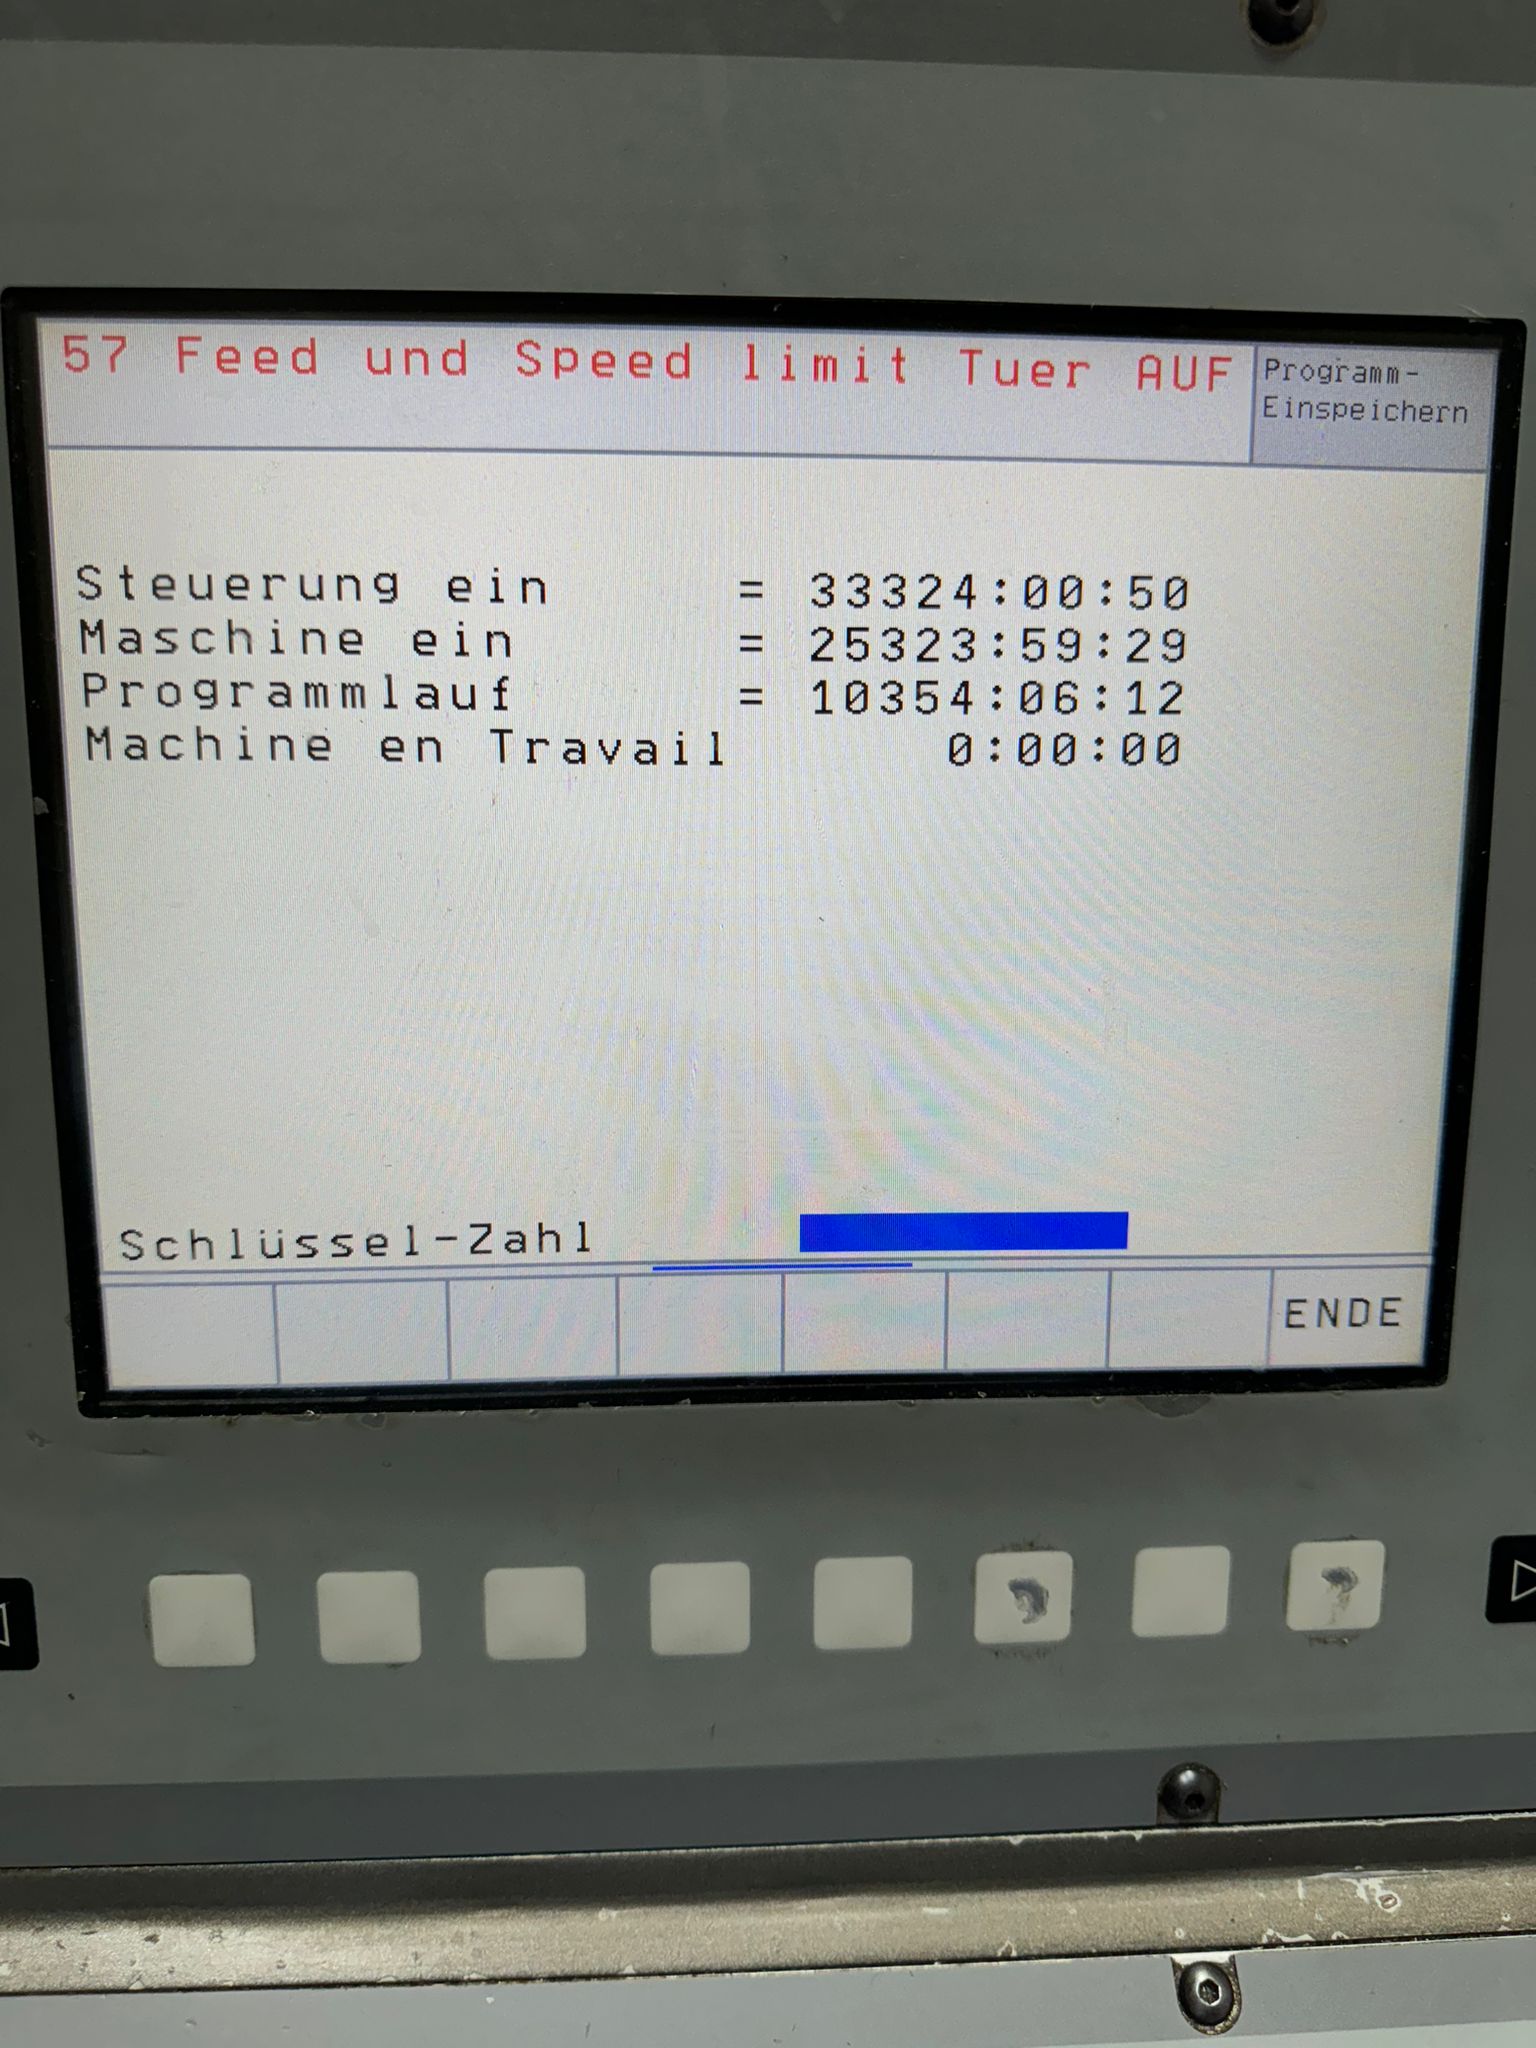 57 Feed und Speed limit Tuer AUF
Programm-
Einspeichern
Steuerung ein = 33324:00:50
Maschine ein = 25323:59:29
Programmlauf = 10354:06:12
Machine en Travail 0:00:00
Schlüssel-Zahl
ENDE